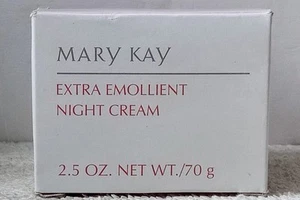 MARY KAY
EXTRA EMOLLIENT
NIGHT CREAM
2.5 OZ. NET WT./70 g